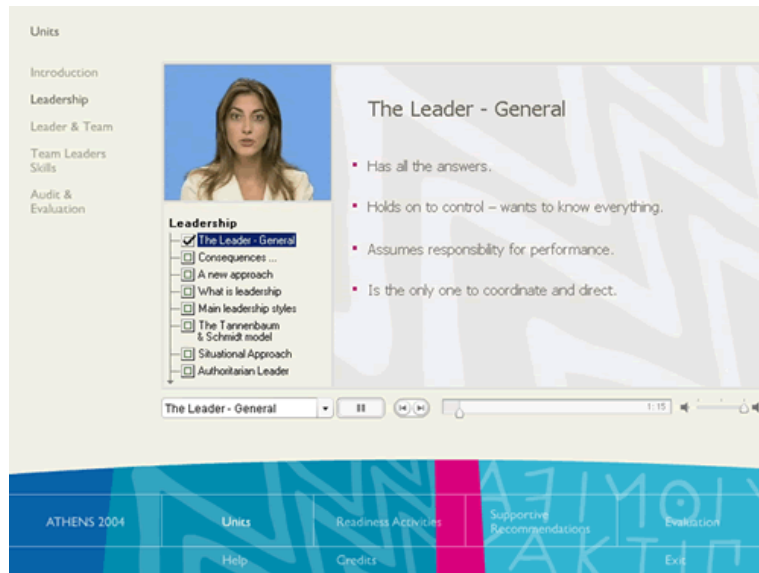 Units
Introduction
Leadership
Leader & Team
Team Leaders
Skills
Audit &
Evaluation
The Leader - General
Has all the answers.
Holds on to control – wants to know everything.
Assumes responsibility for performance.
Is the only one to coordinate and direct.
Leadership
The Leader - General
Consequences ...
A new approach
What is leadership
Main leadership styles
The Tannenbaum
& Schmidt model
Situational Approach
Authoritarian Leader
The Leader - General
1:15
ATHENS 2004
Units
Readiness Activities
Supportive
Recommendations
Evaluation
Help
Credits
Exit